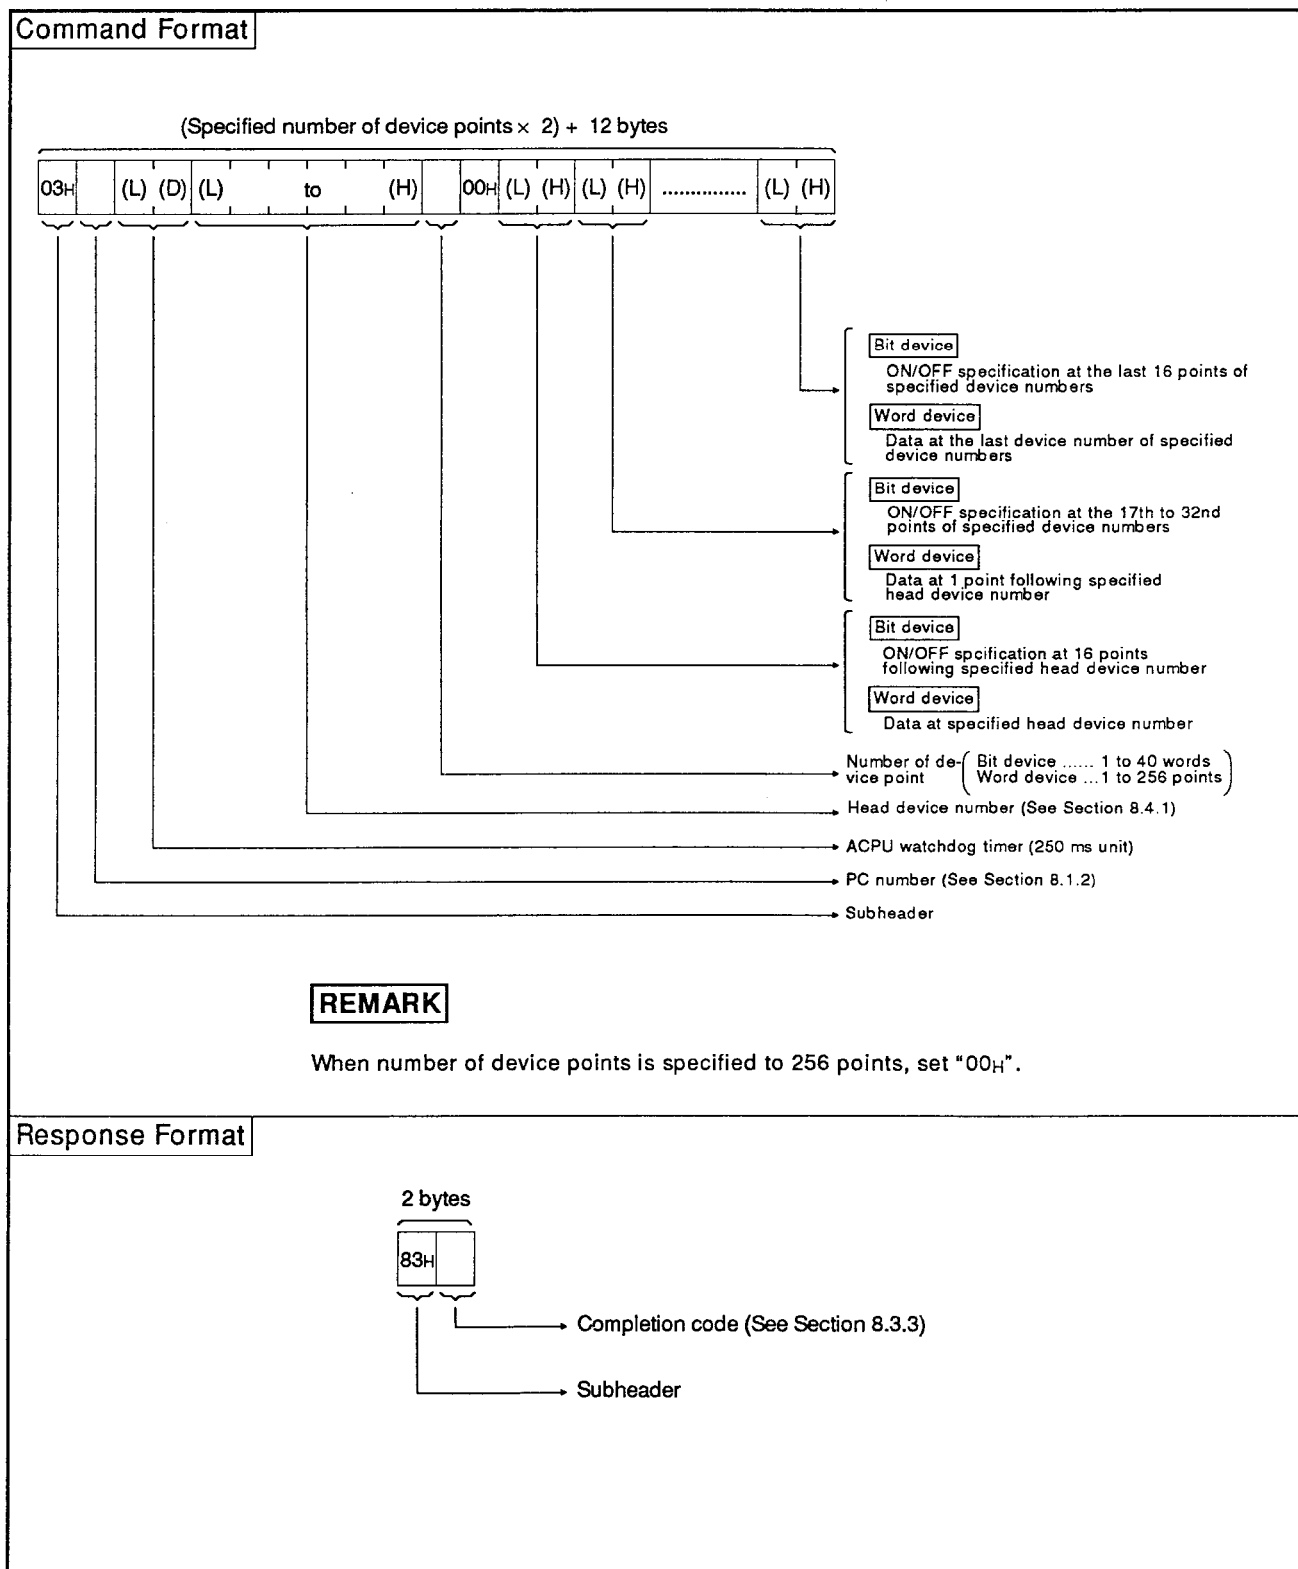 Command Format
(Specified number of device points × 2) + 12 bytes
03H (L) (D) (L) to (H) 00H (L) (H) (L) (H) ............... (L) (H)
Bit device
ON/OFF specification at the last 16 points of
specified device numbers
Word device
Data at the last device number of specified
device numbers
Bit device
ON/OFF specification at the 17th to 32nd
points of specified device numbers
Word device
Data at 1 point following specified
head device number
Bit device
ON/OFF spcification at 16 points
following specified head device number
Word device
Data at specified head device number
Number of de- ( Bit device ...... 1 to 40 words
vice point Word device ...1 to 256 points )
Head device number (See Section 8.4.1)
ACPU watchdog timer (250 ms unit)
PC number (See Section 8.1.2)
Subheader
REMARK
When number of device points is specified to 256 points, set "00H".
Response Format
2 bytes
83H
Completion code (See Section 8.3.3)
Subheader